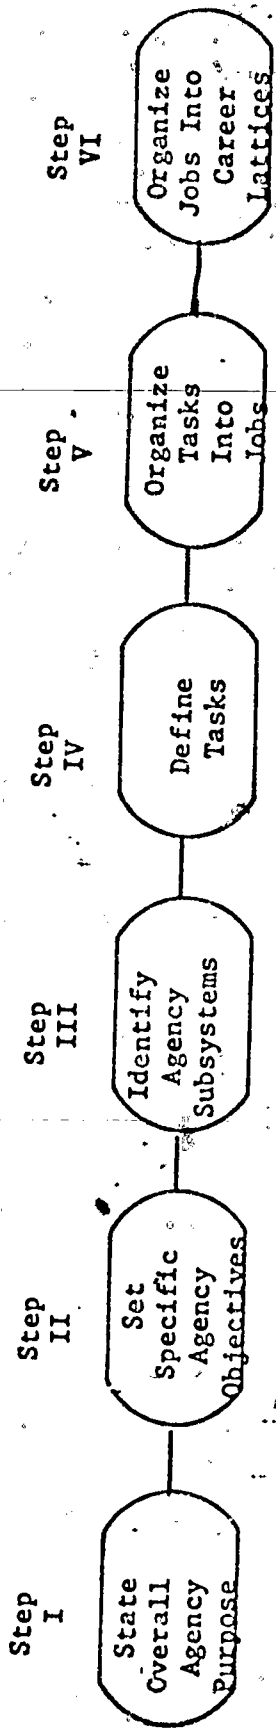 Step
I
State
Overall
Agency
Purpose
Step
II
Set
Specific
Agency
Objectives
Step
III
Identify
Agency
Subsystems
Step
IV
Define
Tasks
Step
V
Organize
Tasks
Into
Jobs
Step
VI
Organize
Jobs Into
Career
Lattices